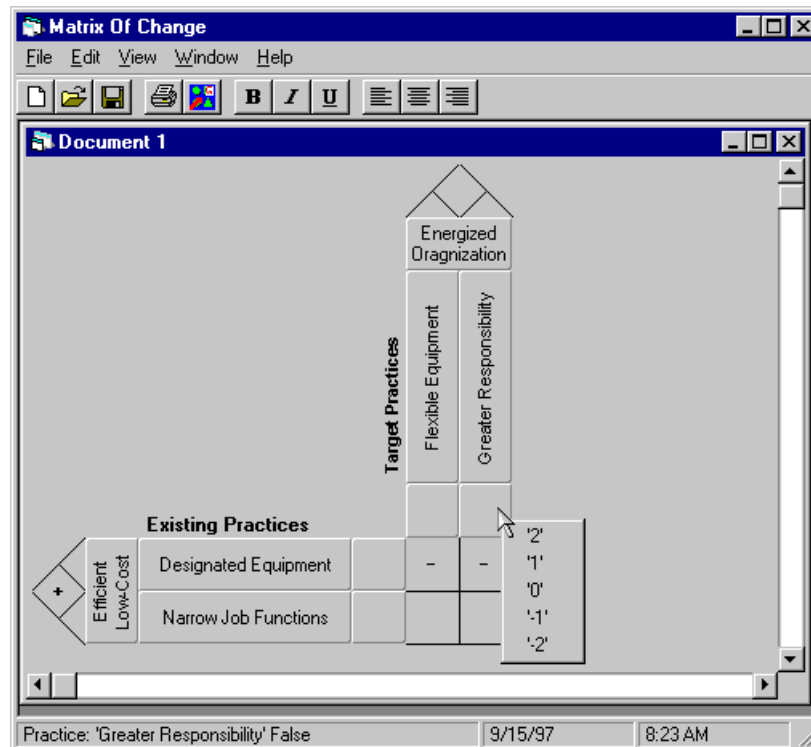 Matrix Of Change
File Edit View Window Help
B I U
Document 1
Energized
Oragnization
Target Practices
Flexible Equipment
Greater Responsibility
Existing Practices
Efficient
Low-Cost
+
Designated Equipment
- -
Narrow Job Functions
'2'
'1'
'0'
'-1'
'-2'
Practice: 'Greater Responsibility' False
9/15/97
8:23 AM